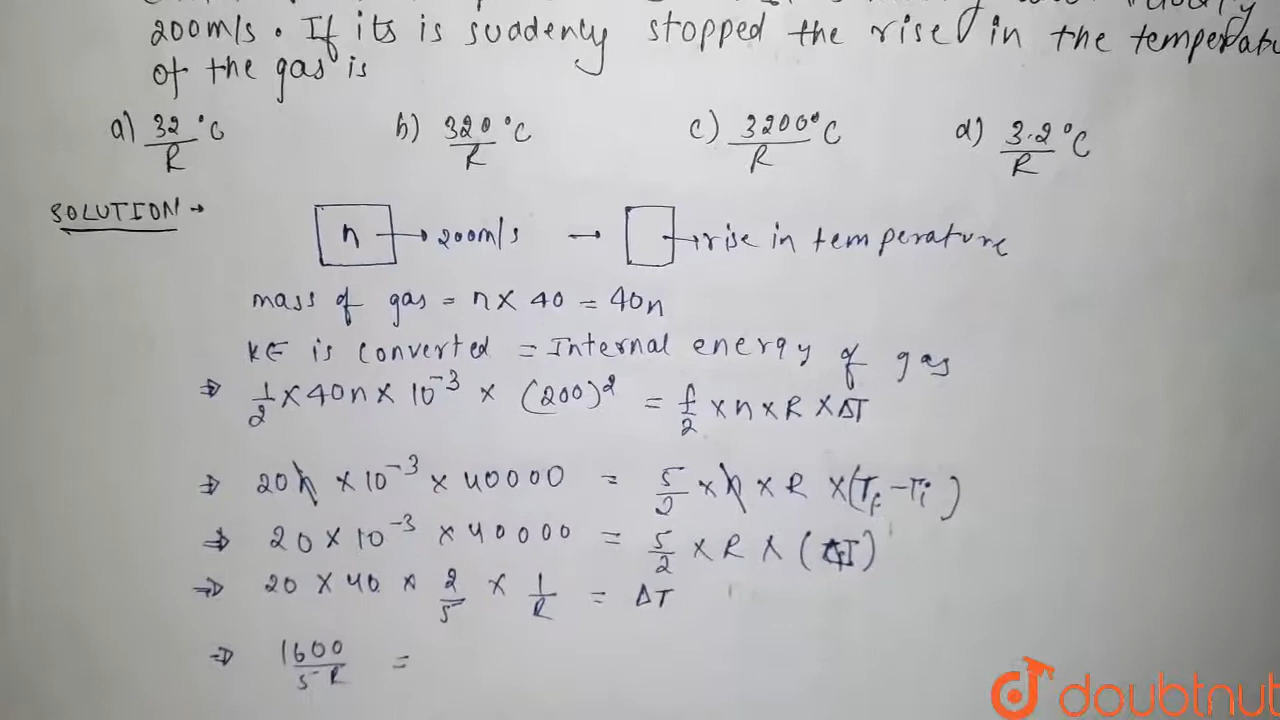 200m/s. If its is suddenly stopped the rise in the temperatu
of the gas is
a) 32/R °C b) 320/R °C c) 3200°/R C d) 3.2/R °C
SOLUTION →
n → 200m/s → → rise in temperature
mass of gas = n × 40 = 40n
KE is converted = Internal energy of gas
⇒ 1/2 × 40n × 10⁻³ × (200)² = f/2 × n × R × ΔT
⇒ 20n × 10⁻³ × 40000 = 5/2 × n × R × (Tf - Ti)
⇒ 20 × 10⁻³ × 40000 = 5/2 × R × (ΔT)
⇒ 20 × 40 × 2/5 × 1/R = ΔT
⇒ 1600/5R =
doubtnut